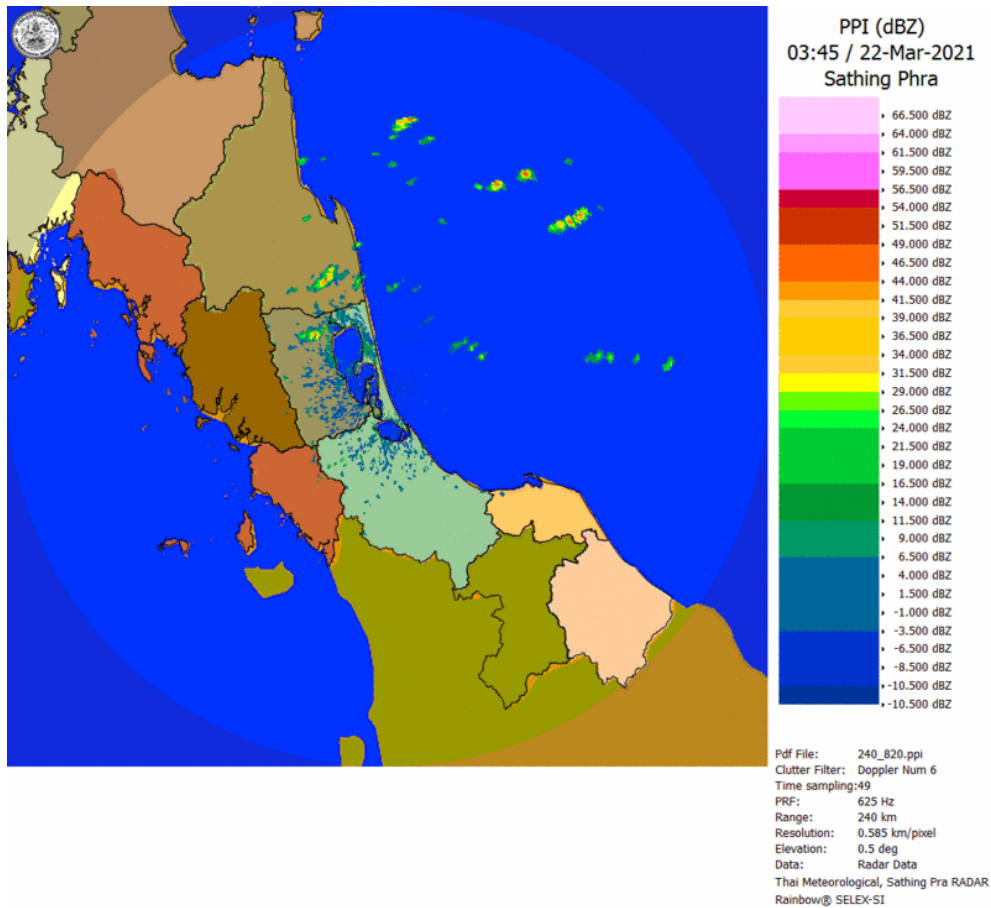 PPI (dBZ)
03:45 / 22-Mar-2021
Sathing Phra
66.500 dBZ
64.000 dBZ
61.500 dBZ
59.500 dBZ
56.500 dBZ
54.000 dBZ
51.500 dBZ
49.000 dBZ
46.500 dBZ
44.000 dBZ
41.500 dBZ
39.000 dBZ
36.500 dBZ
34.000 dBZ
31.500 dBZ
29.000 dBZ
26.500 dBZ
24.000 dBZ
21.500 dBZ
19.000 dBZ
16.500 dBZ
14.000 dBZ
11.500 dBZ
9.000 dBZ
6.500 dBZ
4.000 dBZ
1.500 dBZ
-1.000 dBZ
-3.500 dBZ
-6.500 dBZ
-8.500 dBZ
-10.500 dBZ
-10.500 dBZ
Pdf File: 240_820.ppi
Clutter Filter: Doppler Num 6
Time sampling:49
PRF: 625 Hz
Range: 240 km
Resolution: 0.585 km/pixel
Elevation: 0.5 deg
Data: Radar Data
Thai Meteorological, Sathing Pra RADAR
Rainbow® SELEX-SI